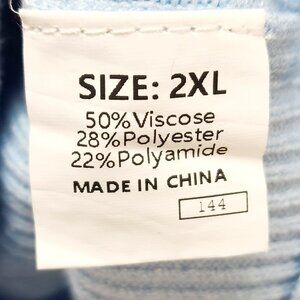 SIZE: 2XL
50%Viscose
28%Polyester
22%Polyamide
MADE IN CHINA
144